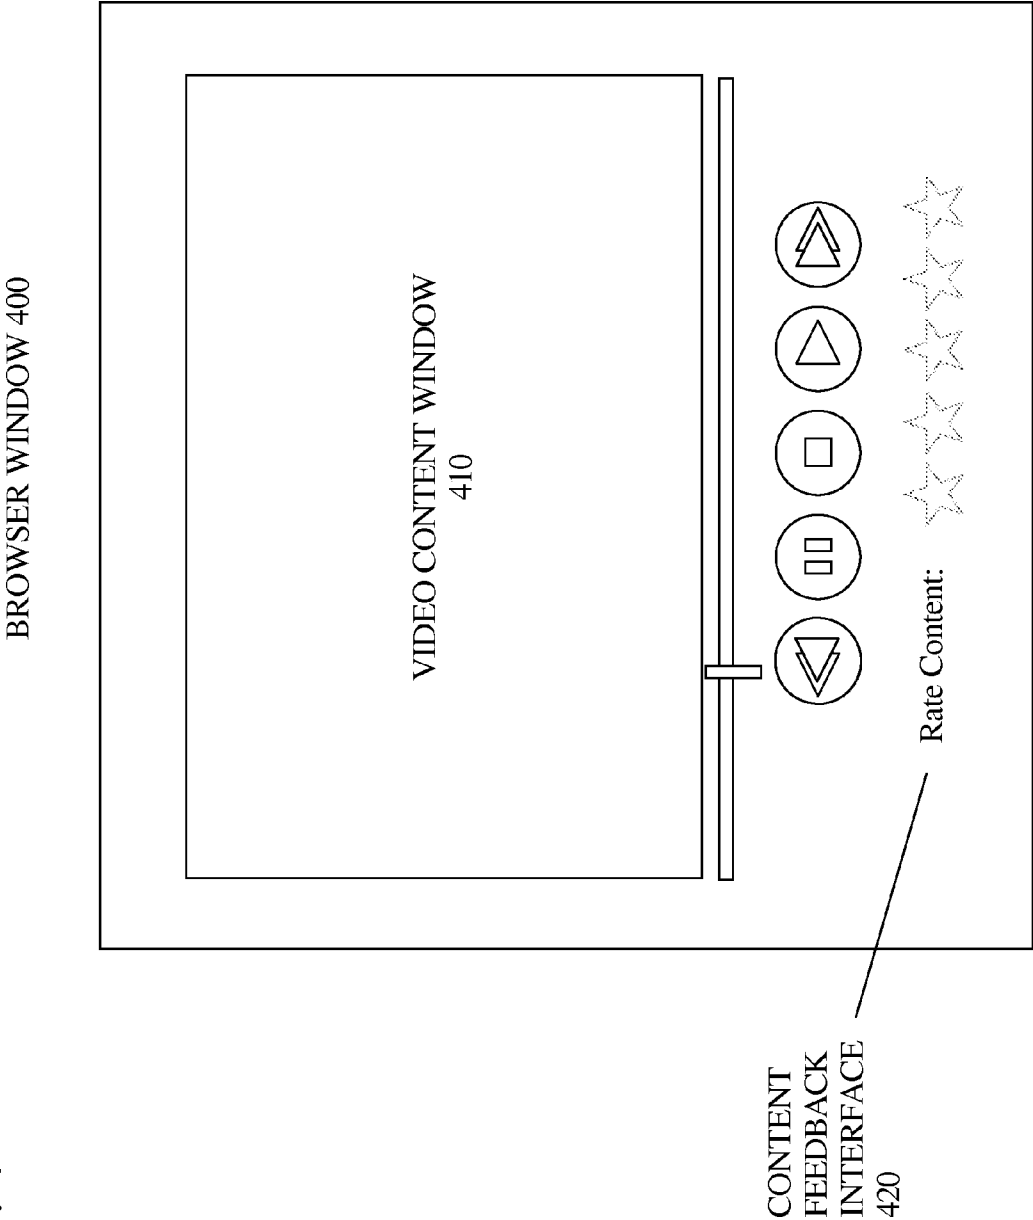 BROWSER WINDOW 400
VIDEO CONTENT WINDOW
410
Rate Content:
CONTENT
FEEDBACK
INTERFACE
420